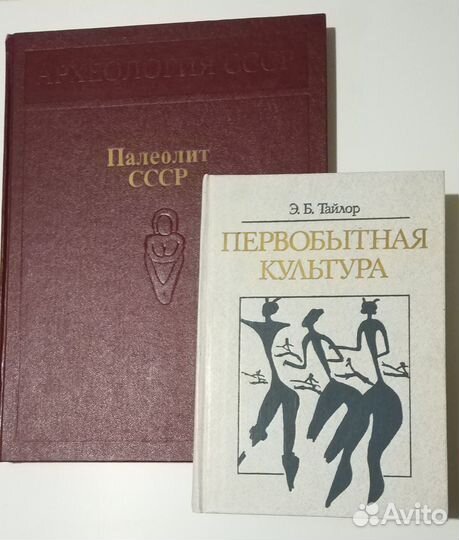 АРХЕОЛОГИЯ СССР
Палеолит
СССР
Э. Б. Тайлор
ПЕРВОБЫТНАЯ
КУЛЬТУРА
Avito